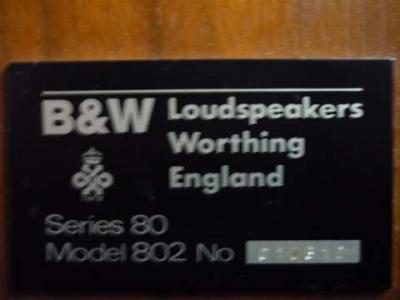 B&W Loudspeakers
Worthing
England
Series 80
Model 802 No